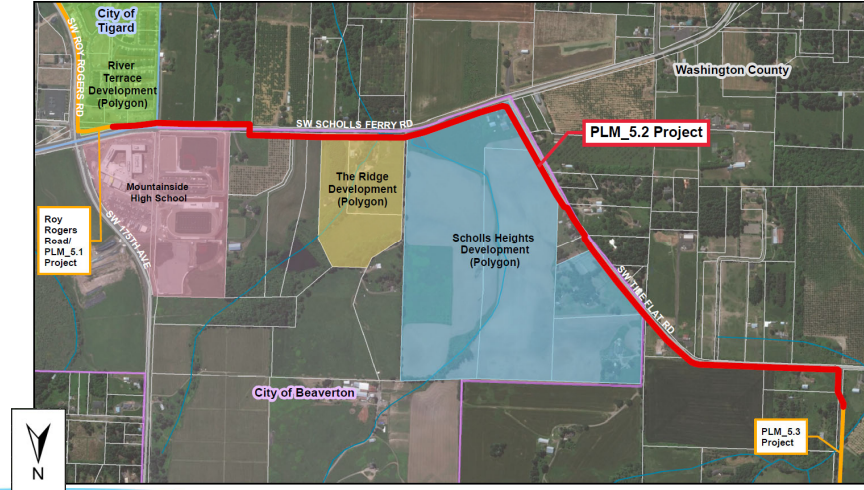 City of
Tigard
SW ROY ROGERS RD
River
Terrace
Development
(Polygon)
Washington County
SW SCHOLLS FERRY RD
PLM_5.2 Project
Mountainside
High School
The Ridge
Development
(Polygon)
Roy
Rogers
Road/
PLM_5.1
Project
SW 175TH AVE
Scholls Heights
Development
(Polygon)
SW TILE FLAT RD
City of Beaverton
PLM_5.3
Project
N